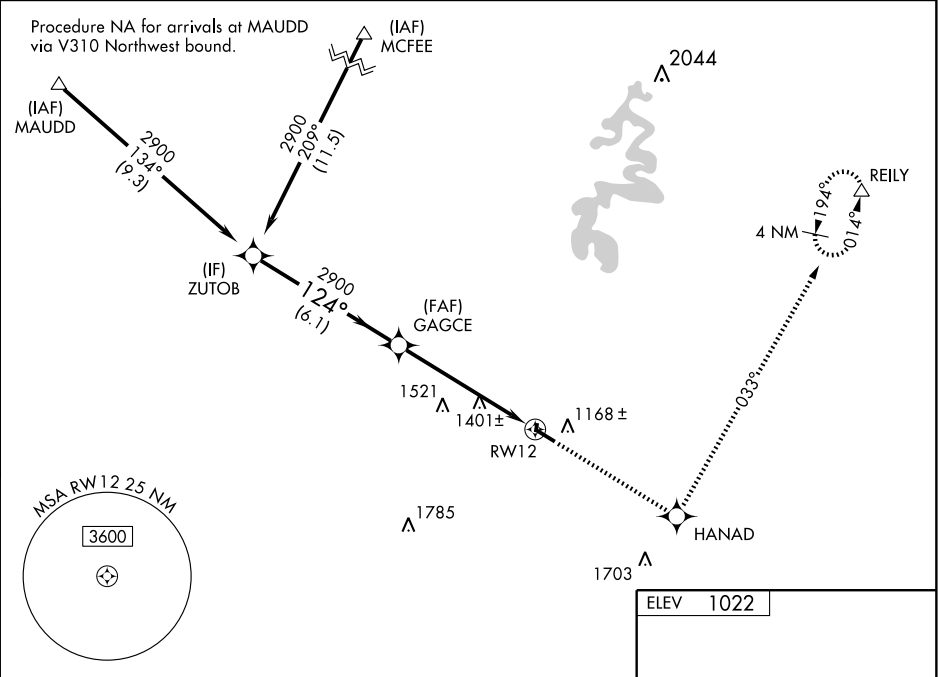 Procedure NA for arrivals at MAUDD
via V310 Northwest bound.
(IAF)
MCFEE
2044
(IAF)
MAUDD
2900
134°
(9.3)
2900
209°
(11.5)
REILY
194°
014°
4 NM
(IF)
ZUTOB
2900
124°
(6.1)
(FAF)
GAGCE
033°
1521
1401±
1168±
RW12
MSA RW12 25 NM
3600
1785
HANAD
1703
ELEV 1022